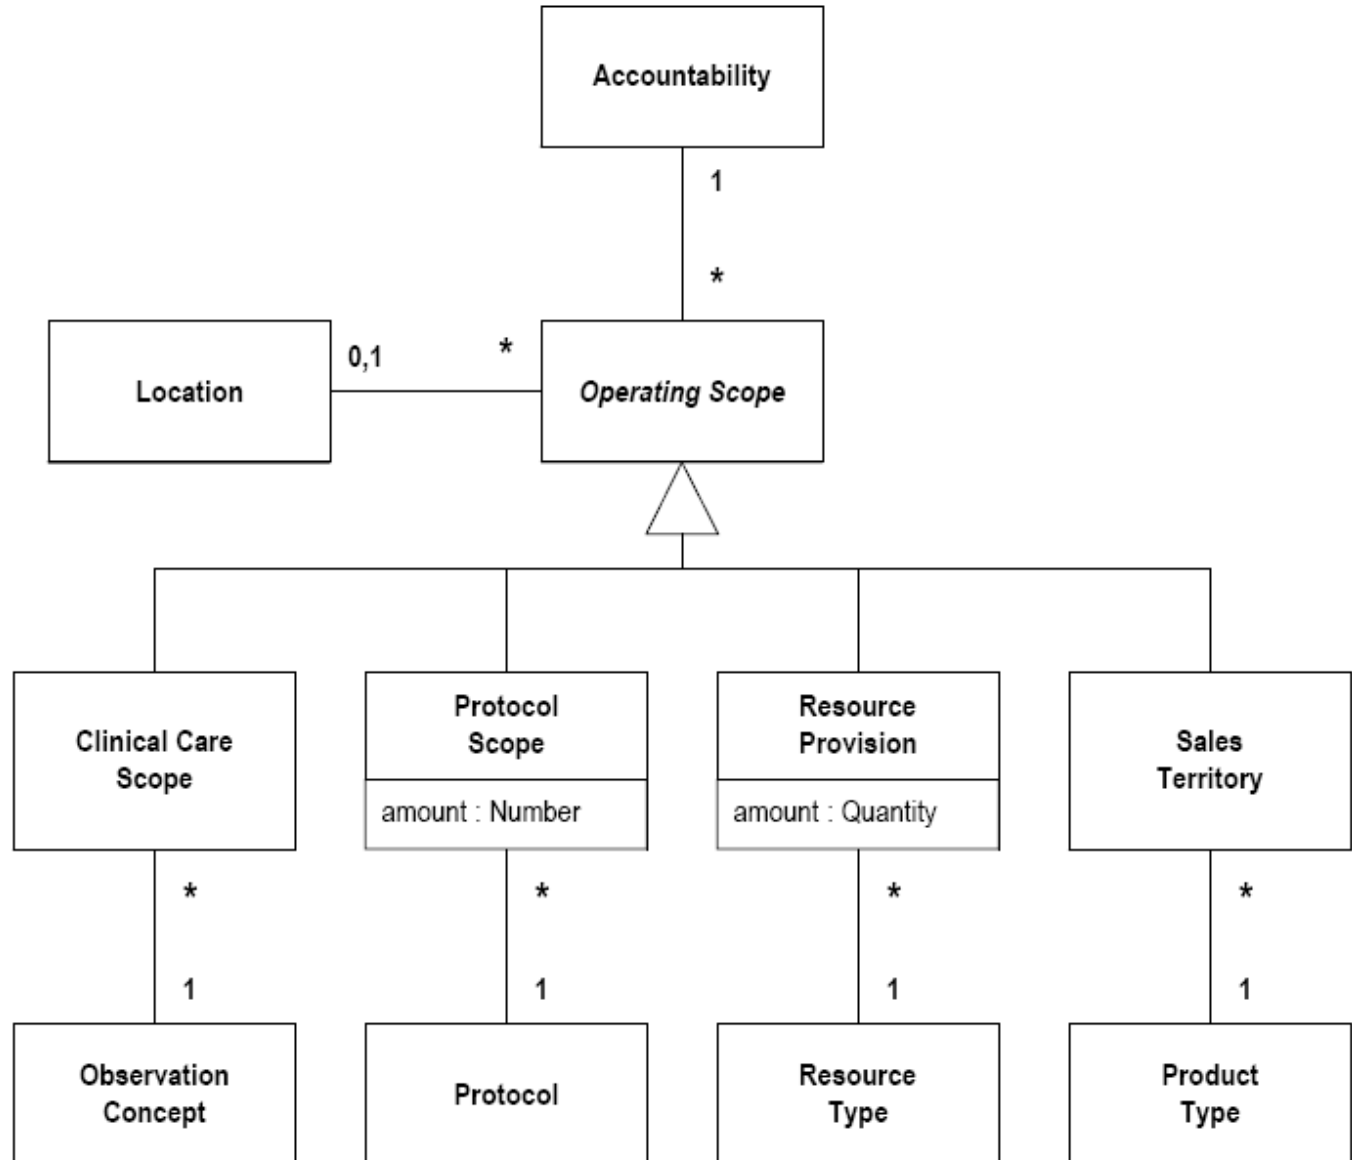 Accountability
1
*
Location
0,1
*
Operating Scope
Clinical Care
Scope
Protocol
Scope
amount : Number
Resource
Provision
amount : Quantity
Sales
Territory
*
*
*
*
1
1
1
1
Observation
Concept
Protocol
Resource
Type
Product
Type